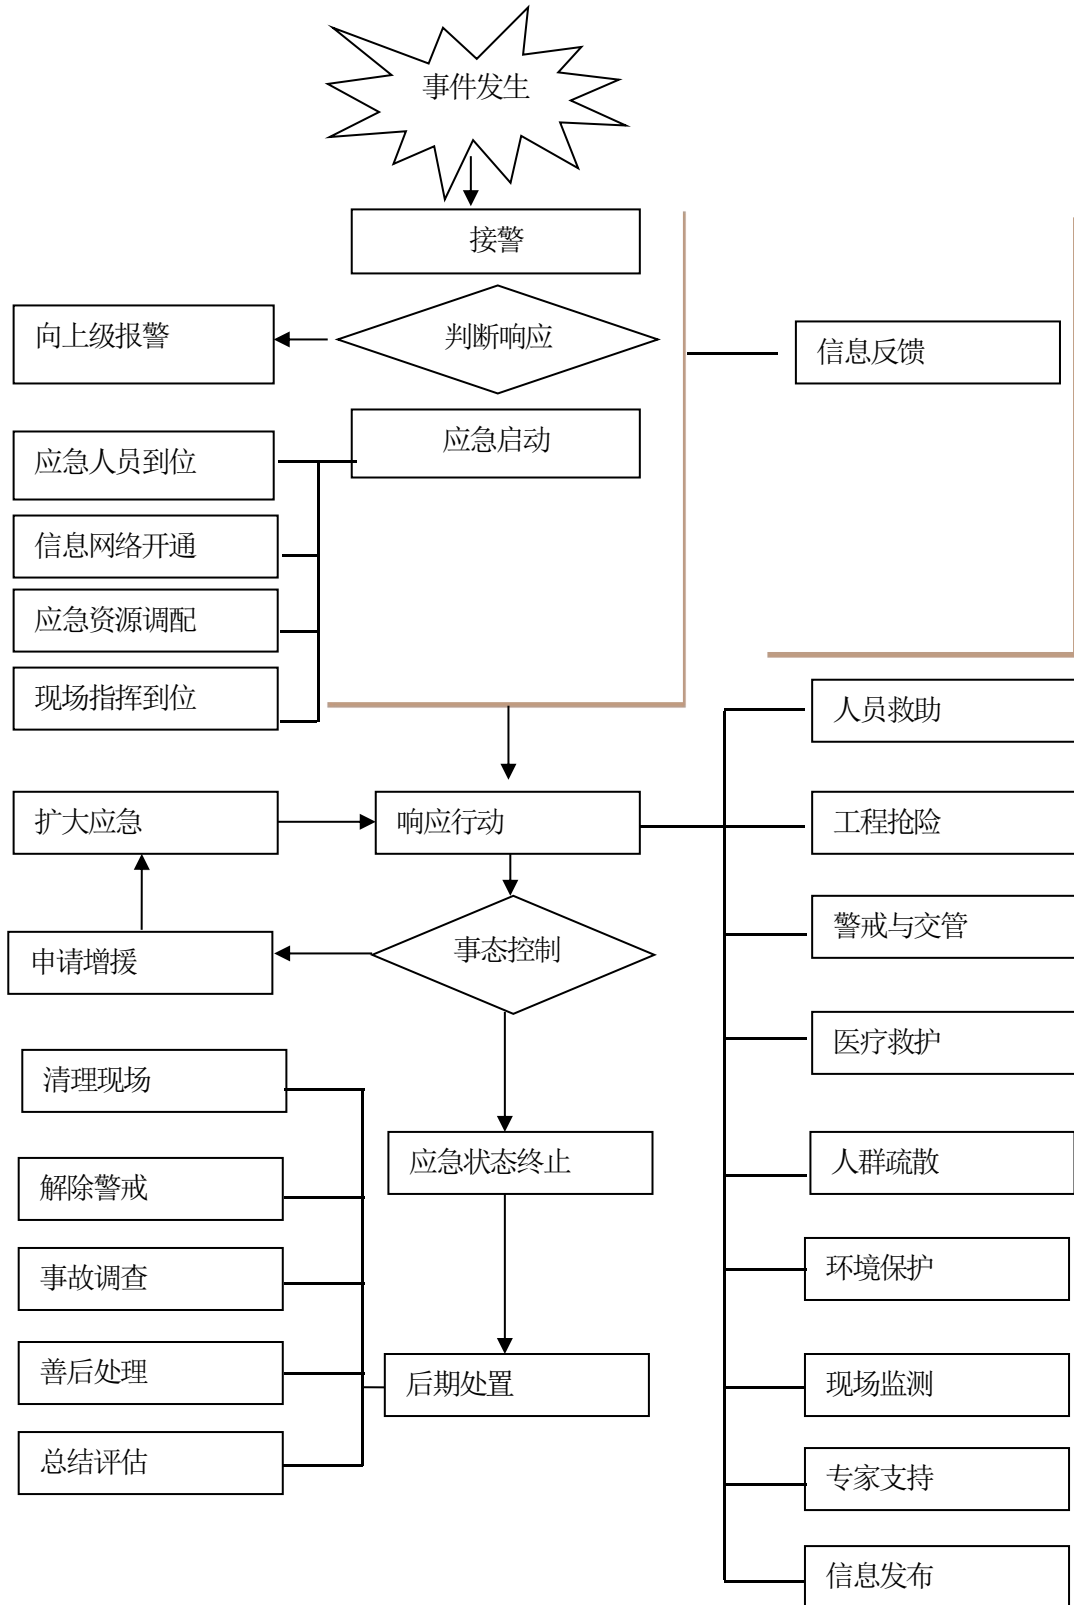 事件发生
接警
向上级报警
判断响应
信息反馈
应急启动
应急人员到位
信息网络开通
应急资源调配
现场指挥到位
人员救助
扩大应急
响应行动
工程抢险
警戒与交管
申请增援
事态控制
医疗救护
清理现场
应急状态终止
人群疏散
解除警戒
环境保护
事故调查
善后处理
后期处置
现场监测
总结评估
专家支持
信息发布